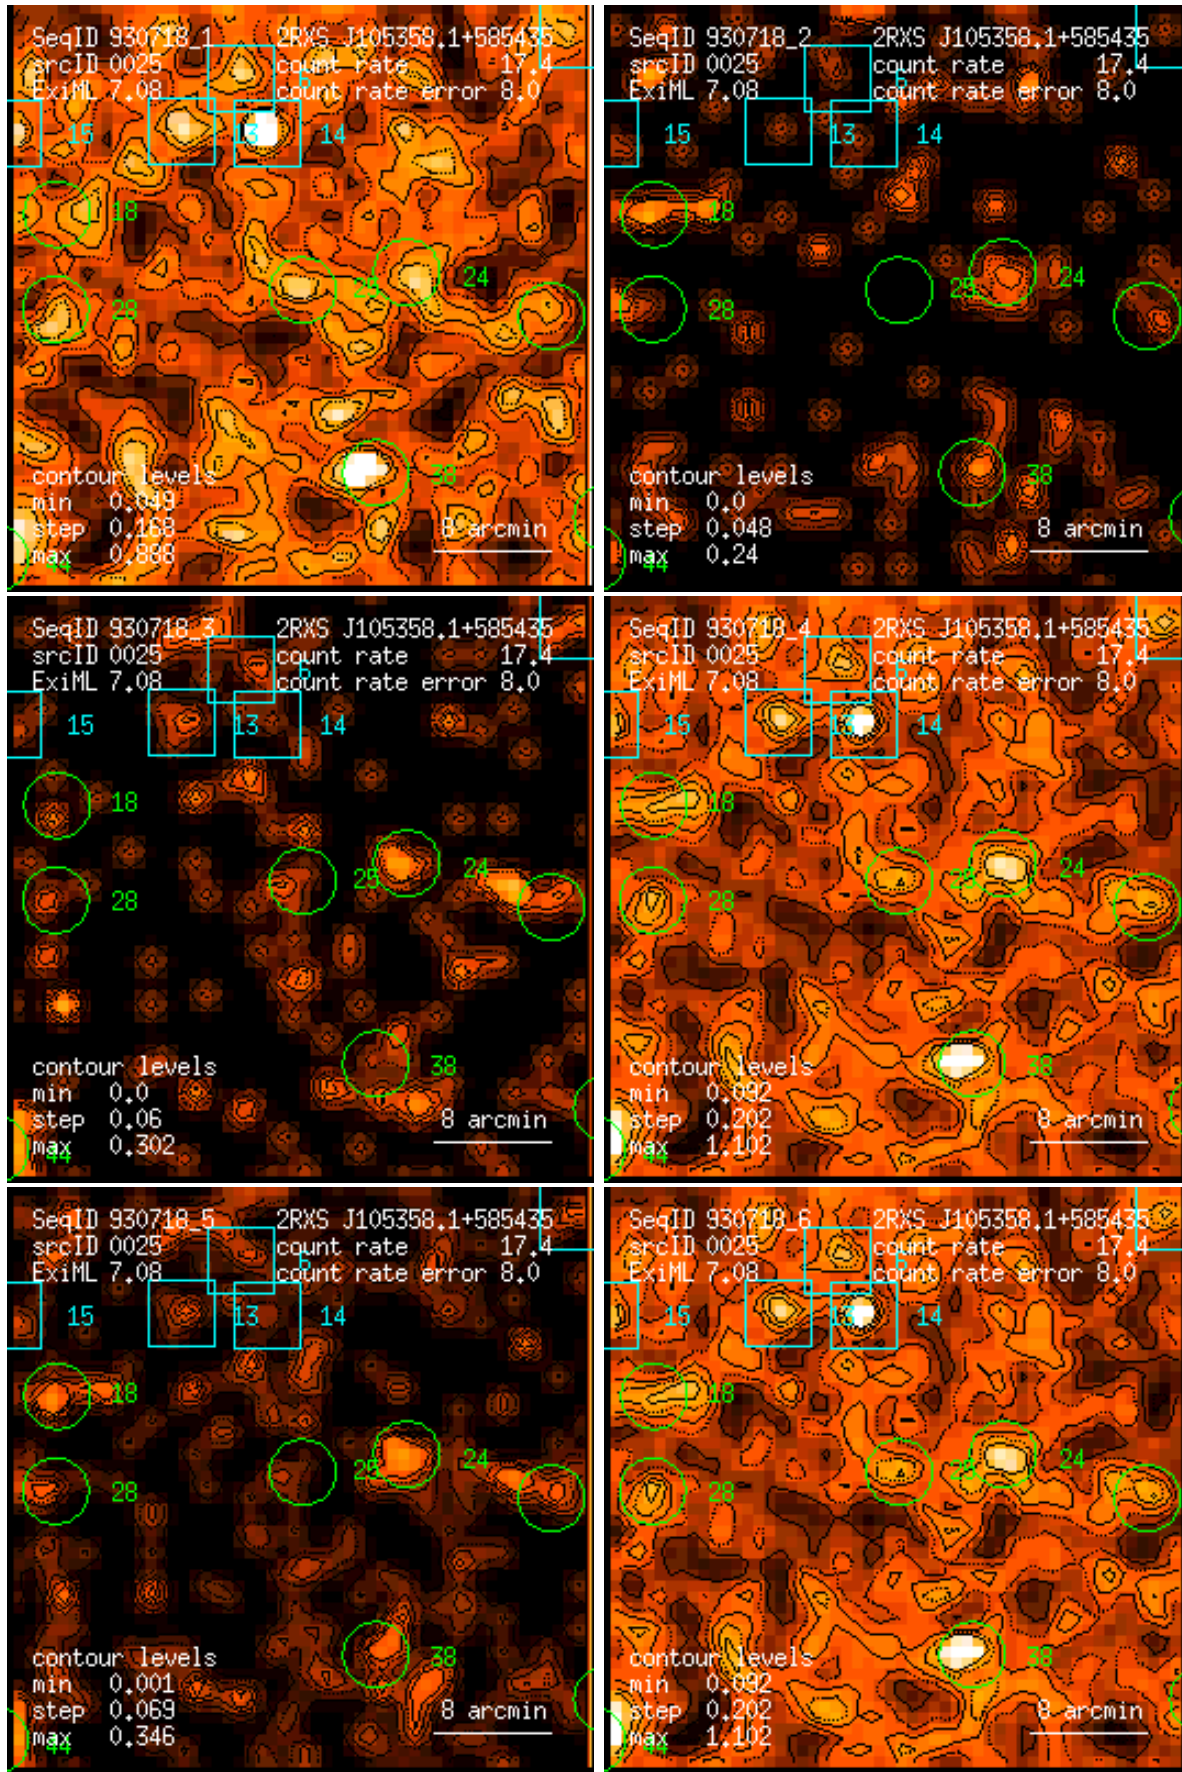 SeqID 930718_1 2RXS J105358.1+585435
srcID 0025 count rate 17.4
ExiML 7.08 count rate error 8.0
6
15 13 14
18
25 24
28
38
contour levels
min 0.049
step 0.168
max 0.888
8 arcmin
44
SeqID 930718_2 2RXS J105358.1+585435
srcID 0025 count rate 17.4
ExiML 7.08 count rate error 8.0
6
15 13 14
18
25 24
28
38
contour levels
min 0.0
step 0.048
max 0.24
8 arcmin
44
SeqID 930718_3 2RXS J105358.1+585435
srcID 0025 count rate 17.4
ExiML 7.08 count rate error 8.0
6
15 13 14
18
25 24
28
38
contour levels
min 0.0
step 0.06
max 0.302
8 arcmin
44
SeqID 930718_4 2RXS J105358.1+585435
srcID 0025 count rate 17.4
ExiML 7.08 count rate error 8.0
6
15 13 14
18
25 24
28
38
contour levels
min 0.092
step 0.202
max 1.102
8 arcmin
44
SeqID 930718_5 2RXS J105358.1+585435
srcID 0025 count rate 17.4
ExiML 7.08 count rate error 8.0
6
15 13 14
18
25 24
28
38
contour levels
min 0.001
step 0.069
max 0.346
8 arcmin
44
SeqID 930718_6 2RXS J105358.1+585435
srcID 0025 count rate 17.4
ExiML 7.08 count rate error 8.0
6
15 13 14
18
25 24
28
38
contour levels
min 0.092
step 0.202
max 1.102
8 arcmin
44